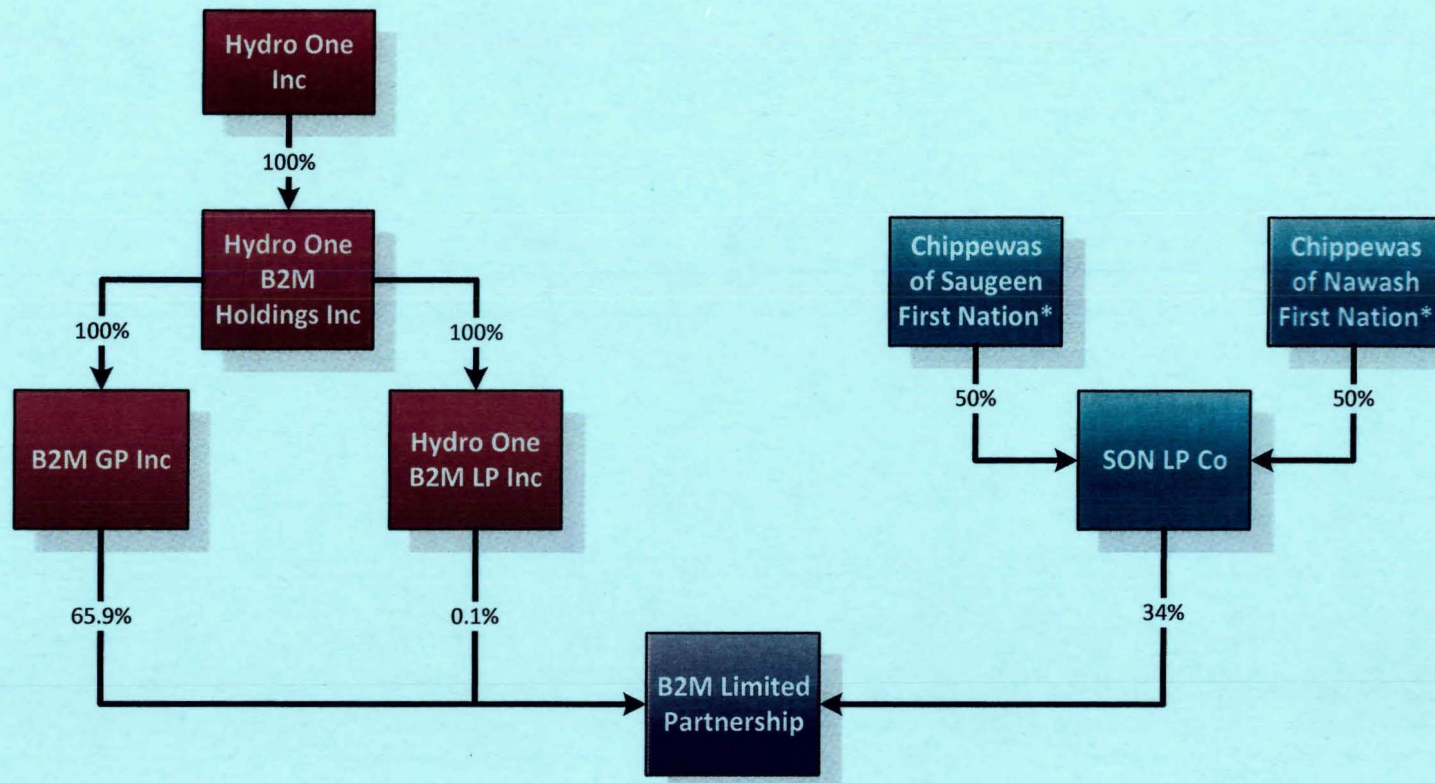 Hydro One
Inc
100%
Hydro One
B2M
Holdings Inc
Chippewas
of Saugeen
First Nation*
Chippewas
of Nawash
First Nation*
100%
100%
50%
50%
B2M GP Inc
Hydro One
B2M LP Inc
SON LP Co
65.9%
0.1%
34%
B2M Limited
Partnership